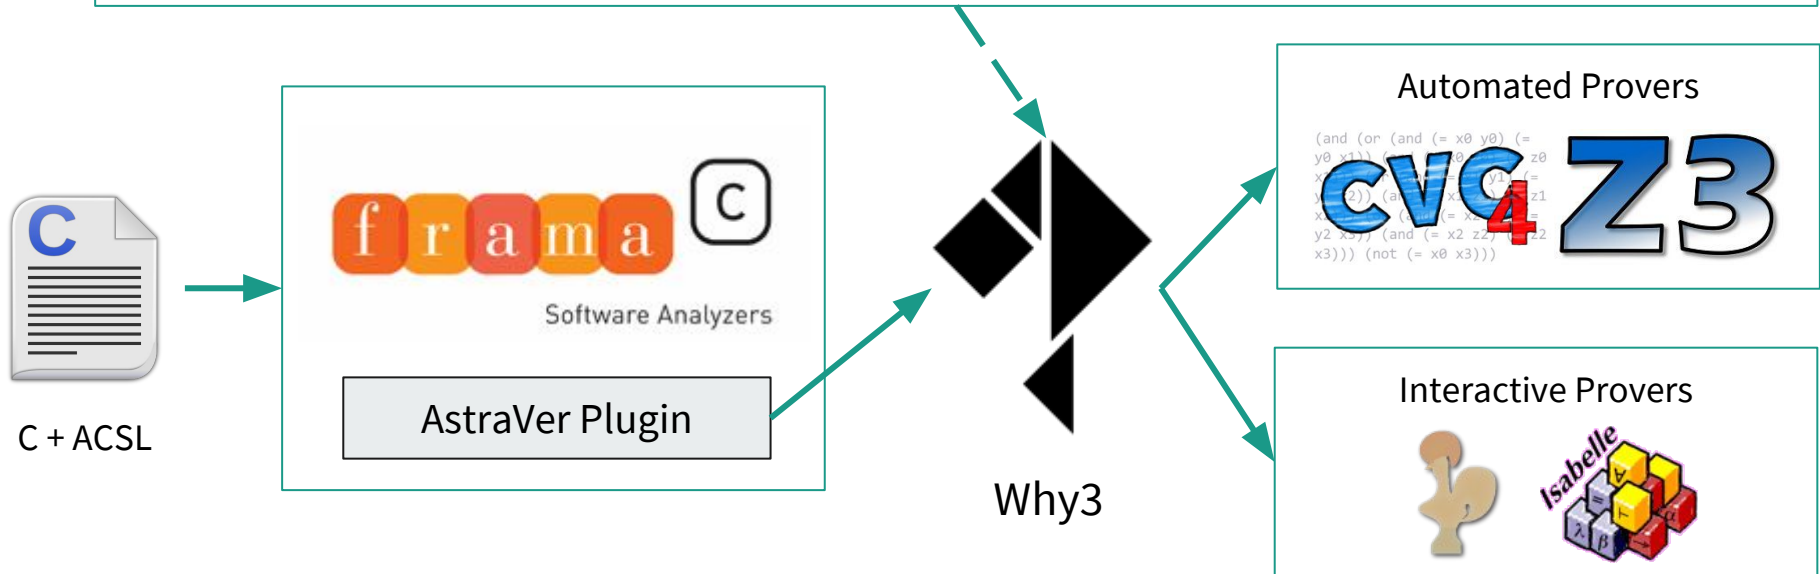 Automated Provers
(and (or (and (= x0 y0) (=
CVC4
Z3
x3))) (not (= x0 x3)))
C
frama
C
Software Analyzers
AstraVer Plugin
C + ACSL
Why3
Interactive Provers
Isabelle